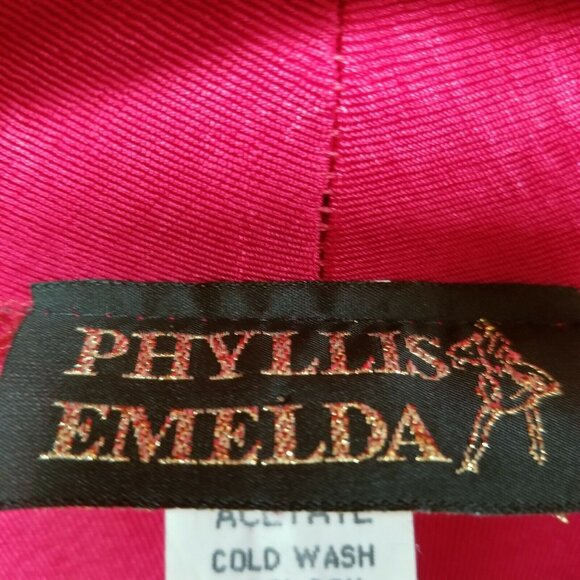 PHYLLIS
EMELDA
ACETATE
COLD WASH